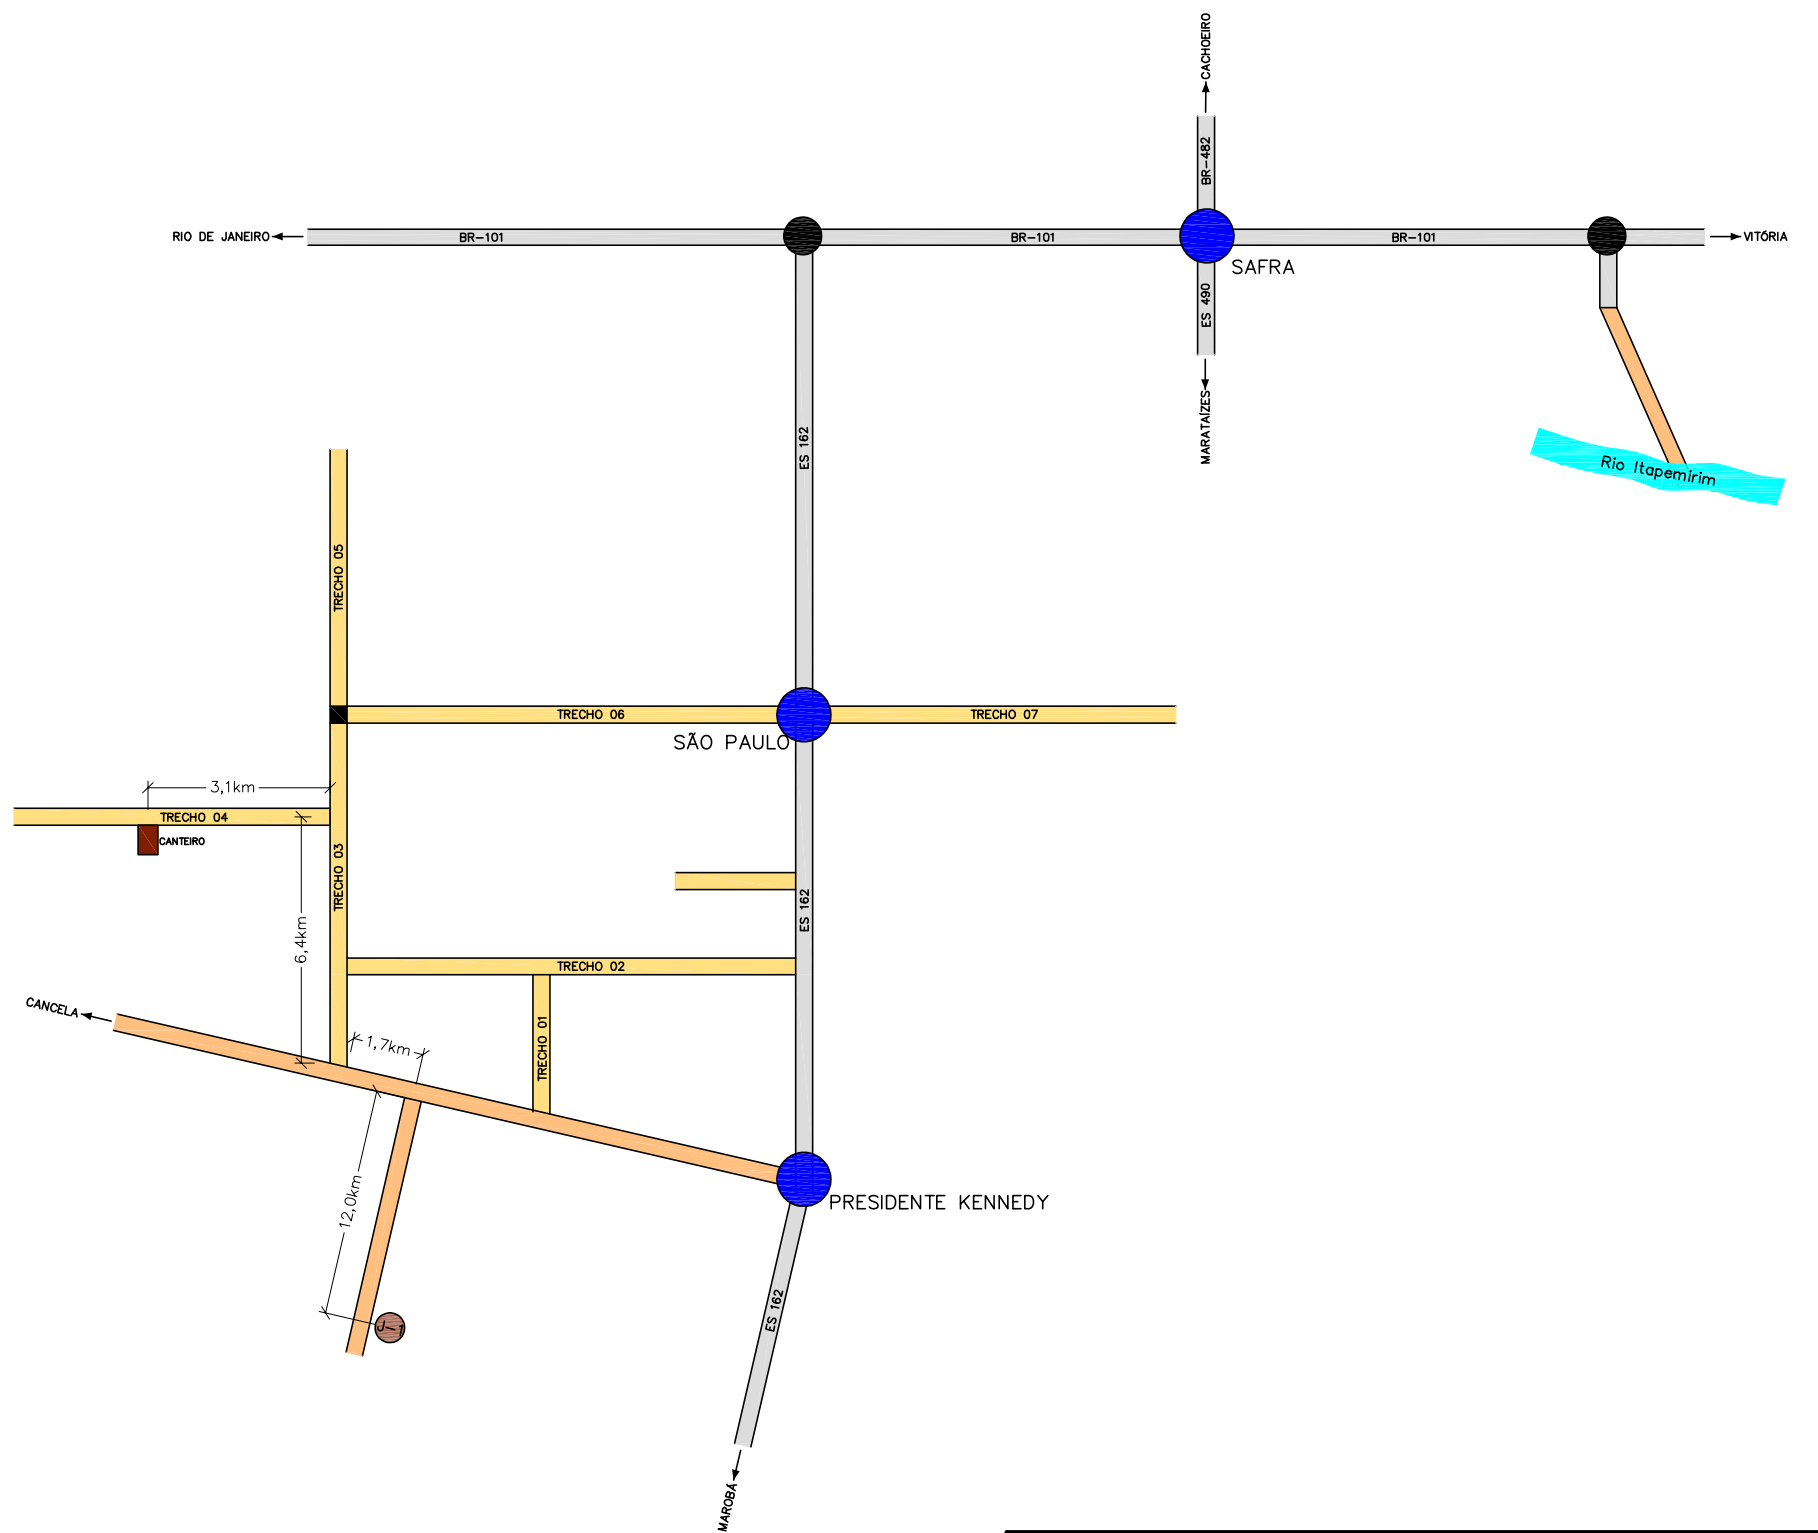 CACHOEIRO
BR-482
RIO DE JANEIRO
BR-101
BR-101
BR-101
VITÓRIA
SAFRA
ES 490
MARATAÍZES
ES 162
Rio Itapemirim
TRECHO 05
TRECHO 06
TRECHO 07
SÃO PAULO
3,1km
TRECHO 04
CANTEIRO
TRECHO 03
ES 162
6,4km
TRECHO 02
CANCELA
1,7km
TRECHO 01
12,0km
PRESIDENTE KENNEDY
J-1
ES 162
MAROBÁ